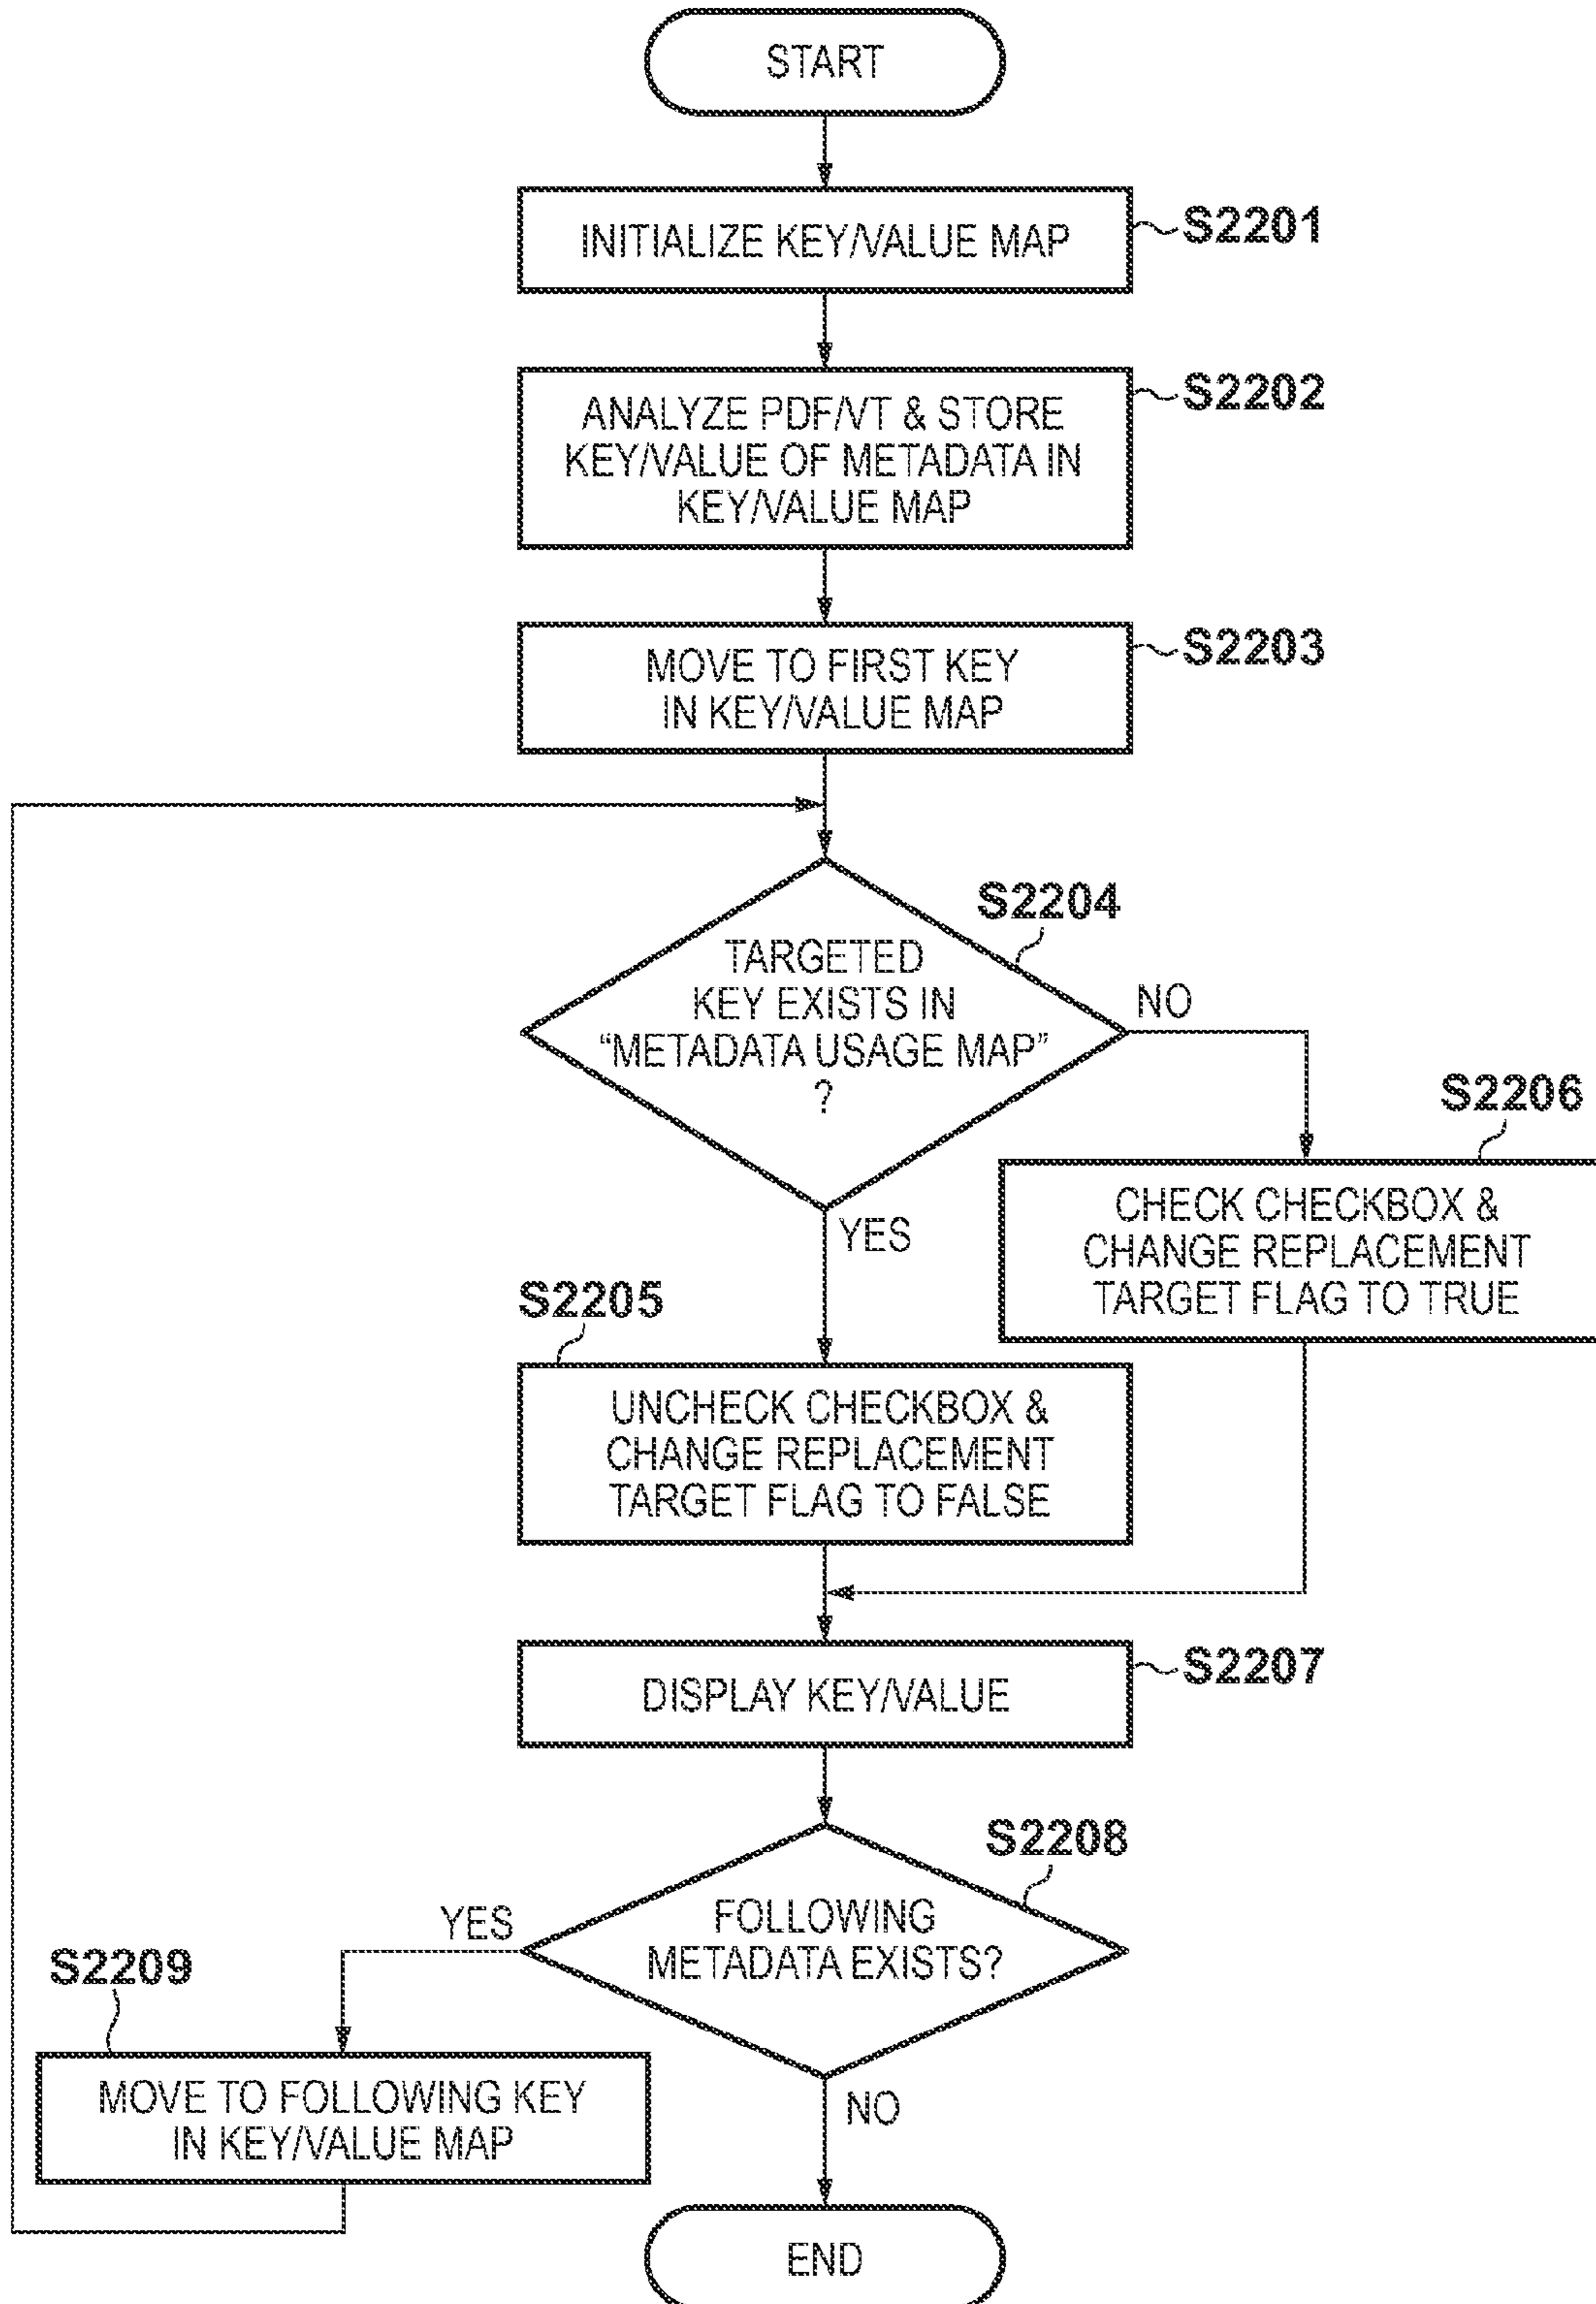 START
INITIALIZE KEY/VALUE MAP
S2201
ANALYZE PDF/VT & STORE
KEY/VALUE OF METADATA IN
KEY/VALUE MAP
S2202
MOVE TO FIRST KEY
IN KEY/VALUE MAP
S2203
S2204
TARGETED
KEY EXISTS IN
“METADATA USAGE MAP”
?
NO
YES
S2206
CHECK CHECKBOX &
CHANGE REPLACEMENT
TARGET FLAG TO TRUE
S2205
UNCHECK CHECKBOX &
CHANGE REPLACEMENT
TARGET FLAG TO FALSE
DISPLAY KEY/VALUE
S2207
S2208
FOLLOWING
METADATA EXISTS?
YES
NO
S2209
MOVE TO FOLLOWING KEY
IN KEY/VALUE MAP
END